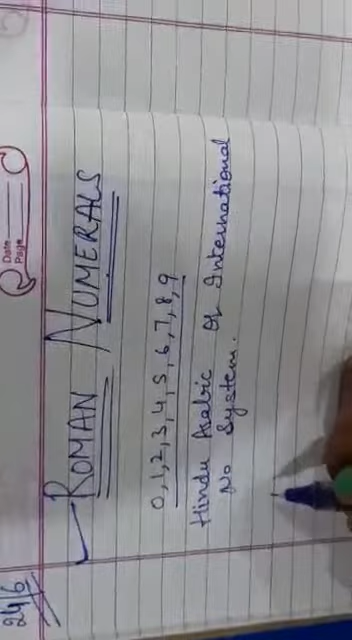 24/6
Date
Page
ROMAN NUMERALS
0,1,2,3,4,5,6,7,8,9
Hindu Arabic or International
No System.